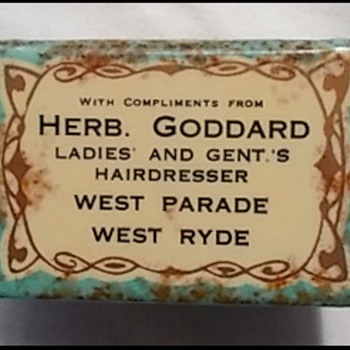 WITH COMPLIMENTS FROM
HERB. GODDARD
LADIES' AND GENT.'S
HAIRDRESSER
WEST PARADE
WEST RYDE